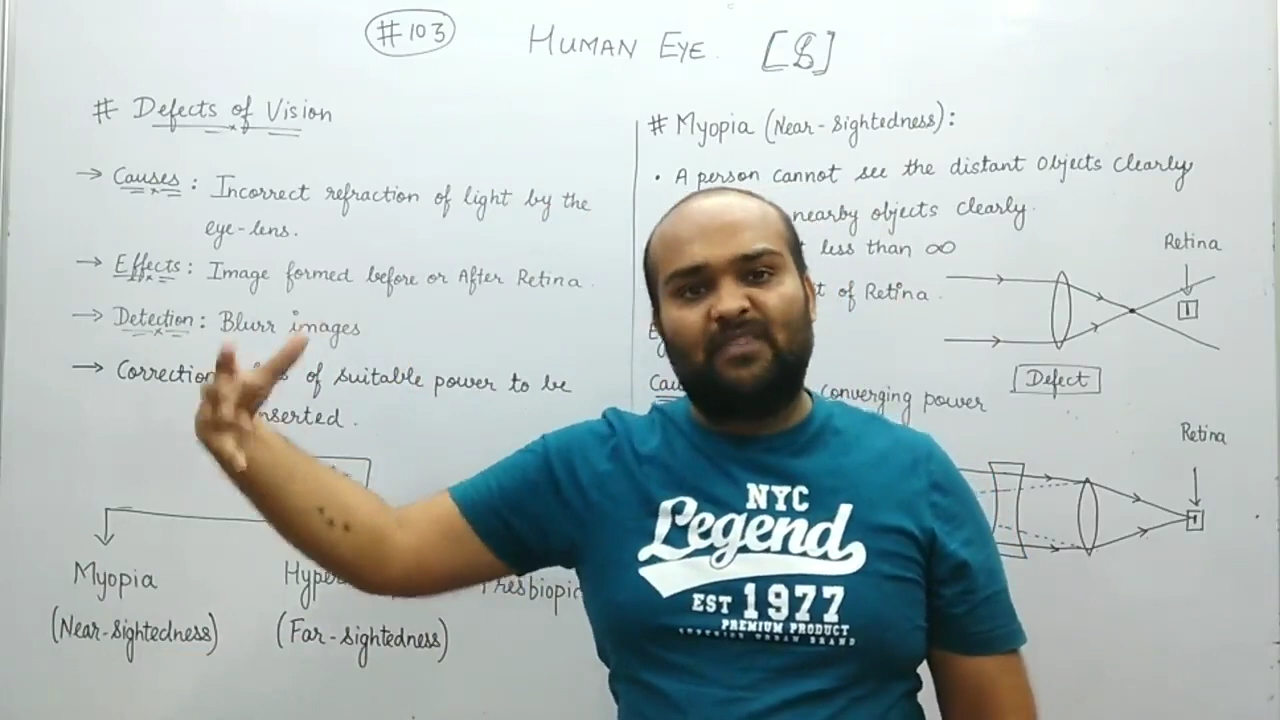 #103
HUMAN EYE.
# Defects of Vision
→ Causes : Incorrect refraction of light by the
eye-lens.
→ Effects : Image formed before or After Retina.
→ Detection : Blurr images
→ Correction of suitable power to be
inserted.
Myopia
(Near-sightedness)
(Far-sightedness)
# Myopia (Near-sightedness):
• A person cannot see the distant objects clearly
nearby objects clearly.
less than ∞
of Retina.
converging power
Retina
Defect
Retina
NYC
Legend
EST 1977
PREMIUM PRODUCT
SUPERIOR URBAN BRAND